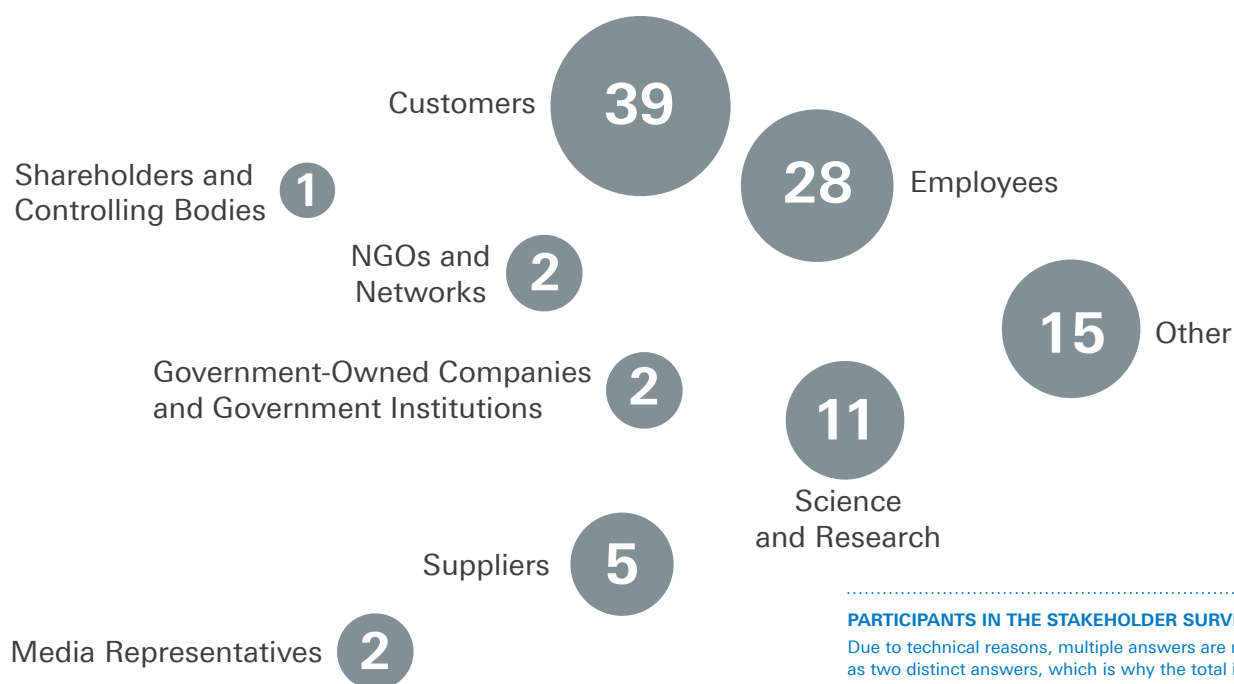 Customers
39
28
Employees
Shareholders and
Controlling Bodies
1
NGOs and
Networks
2
15
Other
Government-Owned Companies
and Government Institutions
2
11
Science
and Research
Suppliers
5
Media Representatives
2
PARTICIPANTS IN THE STAKEHOLDER
Due to technical reasons, multiple answers are
as two distinct answers, which is why the total